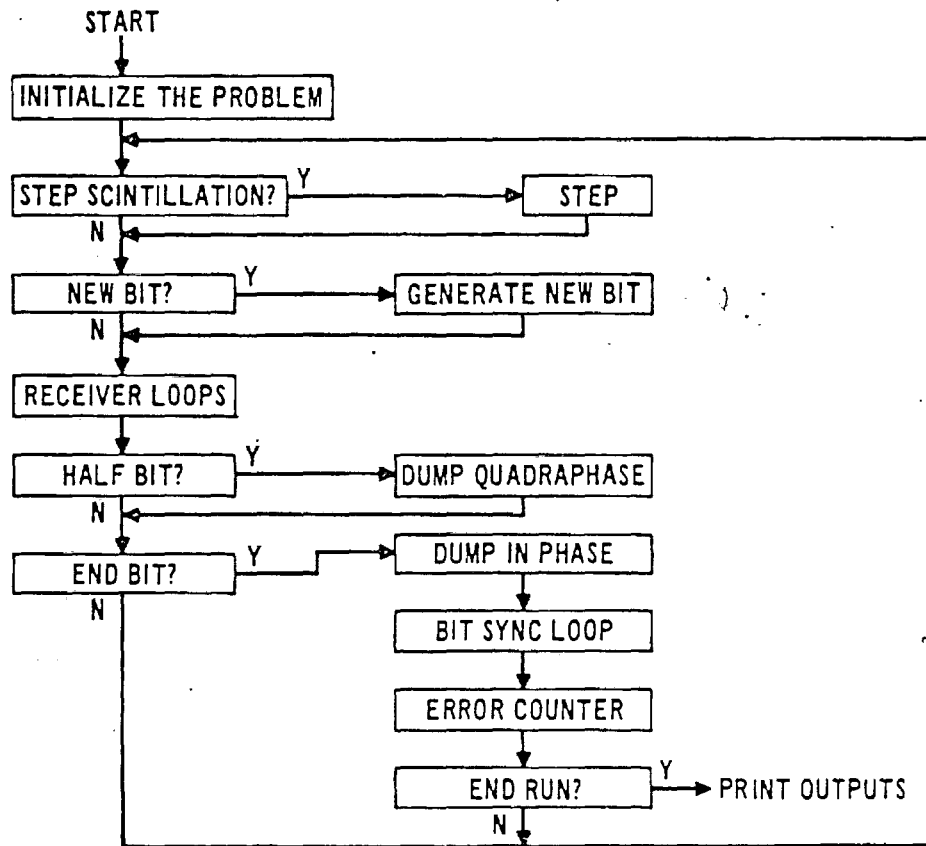 START
INITIALIZE THE PROBLEM
STEP SCINTILLATION?
Y
STEP
N
NEW BIT?
Y
GENERATE NEW BIT
N
RECEIVER LOOPS
HALF BIT?
Y
DUMP QUADRAPHASE
N
END BIT?
Y
DUMP IN PHASE
N
BIT SYNC LOOP
ERROR COUNTER
END RUN?
Y
PRINT OUTPUTS
N